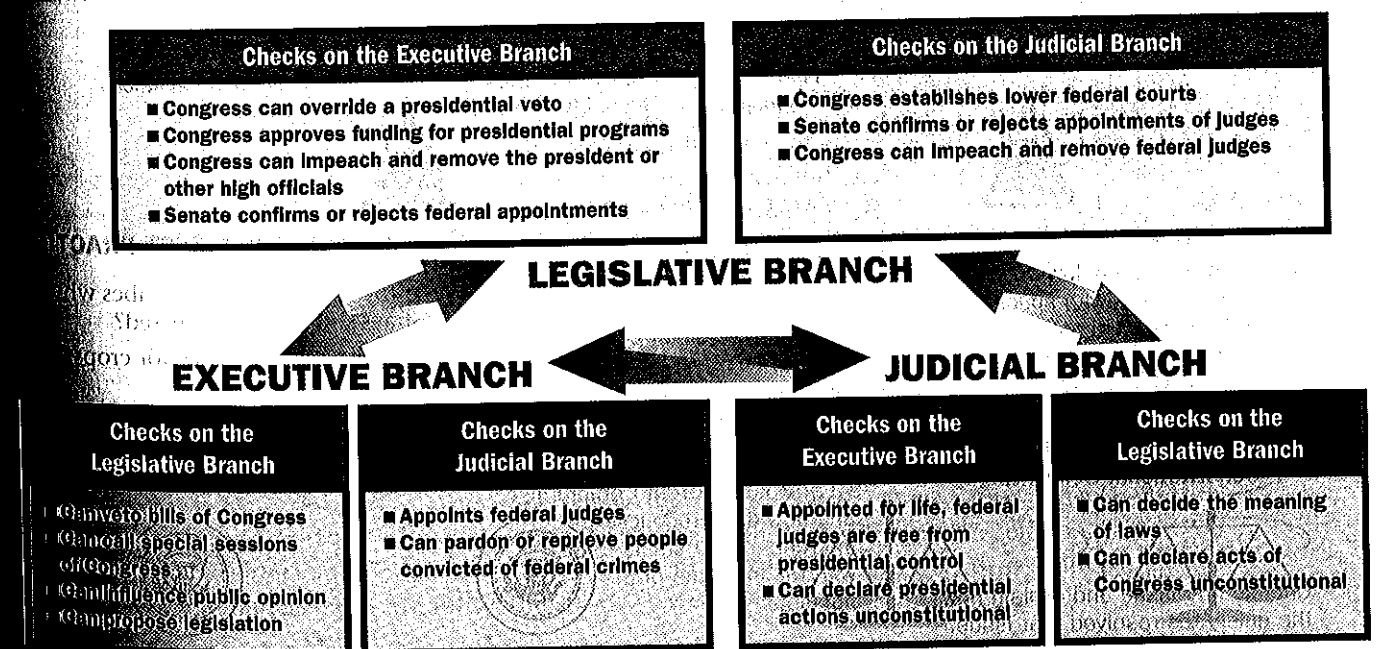 Checks on the Executive Branch
■ Congress can override a presidential veto
■ Congress approves funding for presidential programs
■ Congress can impeach and remove the president or
other high officials
■ Senate confirms or rejects federal appointments
Checks on the Judicial Branch
■ Congress establishes lower federal courts
■ Senate confirms or rejects appointments of judges
■ Congress can impeach and remove federal judges
LEGISLATIVE BRANCH
EXECUTIVE BRANCH
JUDICIAL BRANCH
Checks on the
Legislative Branch
Can veto bills of Congress
Can call special sessions
of Congress
Can influence public opinion
Can propose legislation
Checks on the
Judicial Branch
■ Appoints federal judges
■ Can pardon or reprieve people
convicted of federal crimes
Checks on the
Executive Branch
■ Appointed for life, federal
judges are free from
presidential control
■ Can declare presidential
actions unconstitutional
Checks on the
Legislative Branch
■ Can decide the meaning
of laws
■ Can declare acts of
Congress unconstitutional